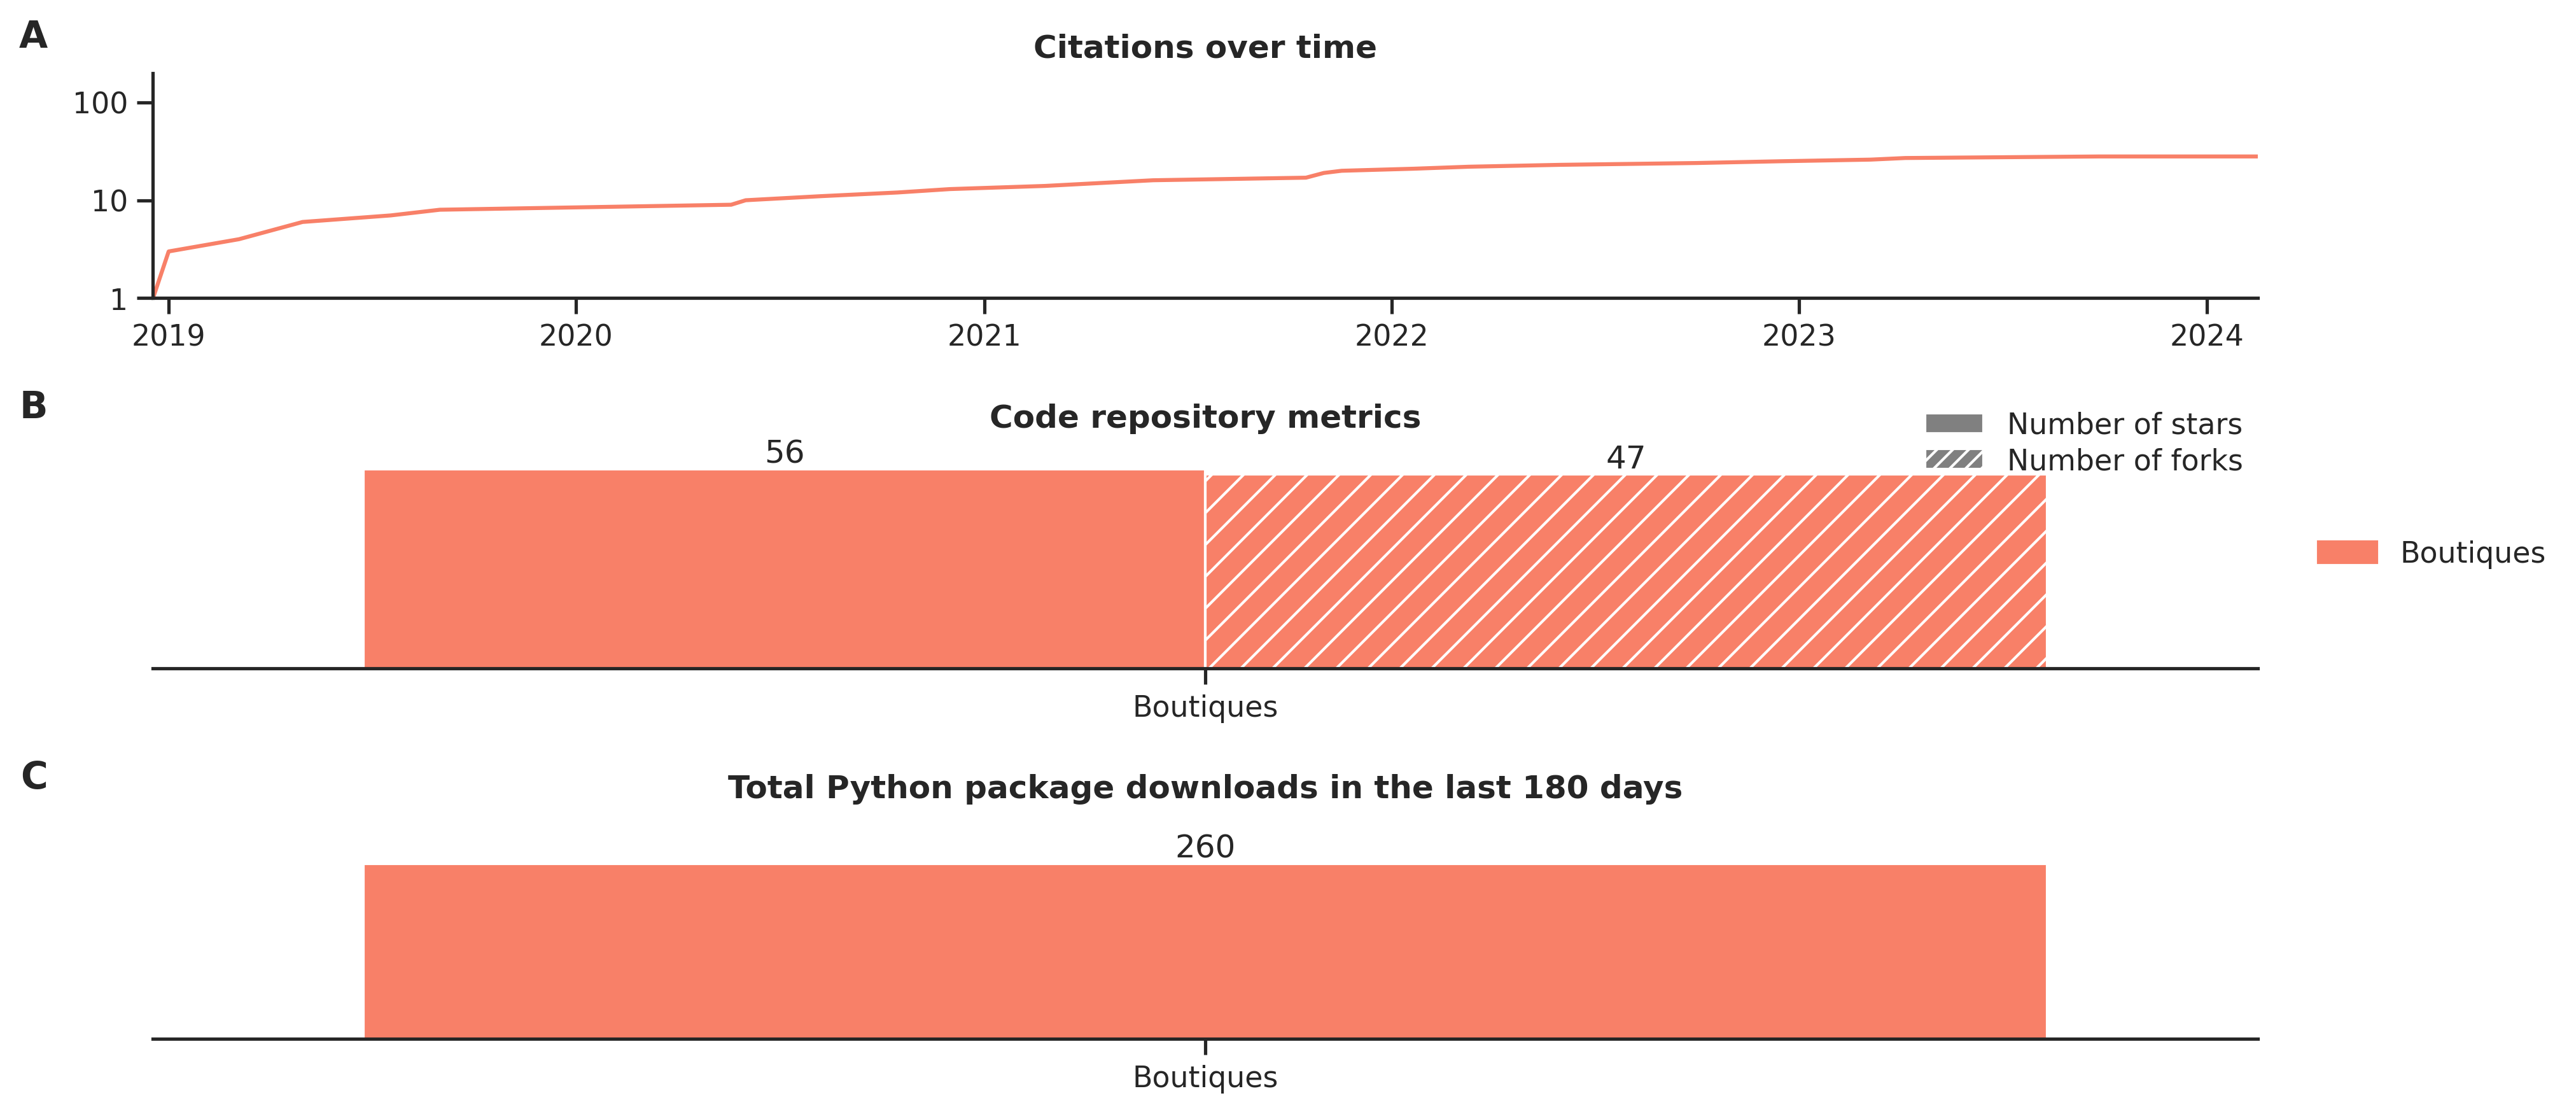 A
Citations over time
100
10
1
2019 2020 2021 2022 2023 2024
B
Code repository metrics
Number of stars
Number of forks
56 47
Boutiques
Boutiques
C
Total Python package downloads in the last 180 days
260
Boutiques